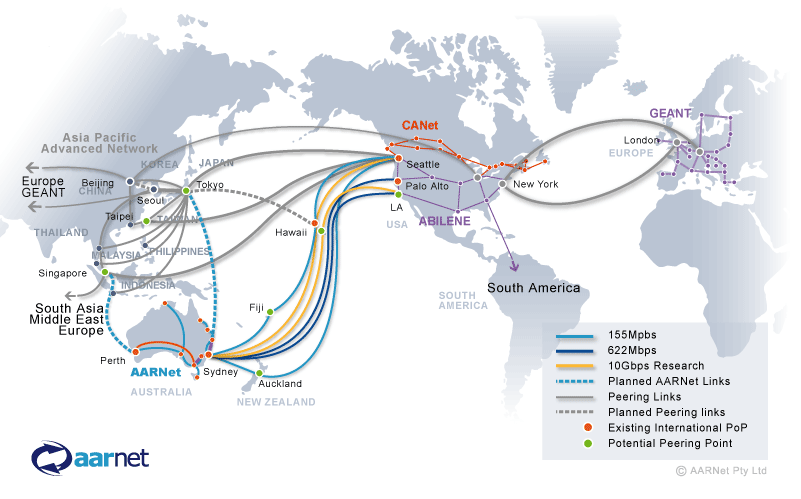 CANet
GEANT
Asia Pacific
Advanced Network
London
EUROPE
KOREA
JAPAN
Seattle
Europe
GEANT
Beijing
CHINA
Tokyo
Palo Alto
New York
Seoul
LA
Taipei
TAIWAN
ABILENE
USA
THAILAND
Hawaii
MALAYSIA
PHILIPPINES
Singapore
INDONESIA
South America
SOUTH
AMERICA
South Asia
Middle East
Europe
Fiji
Perth
AARNet
Sydney
Auckland
AUSTRALIA
NEW ZEALAND
155Mpbs
622Mbps
10Gbps Research
Planned AARNet Links
Peering Links
Planned Peering links
Existing International PoP
Potential Peering Point
aarnet
© AARNet Pty Ltd